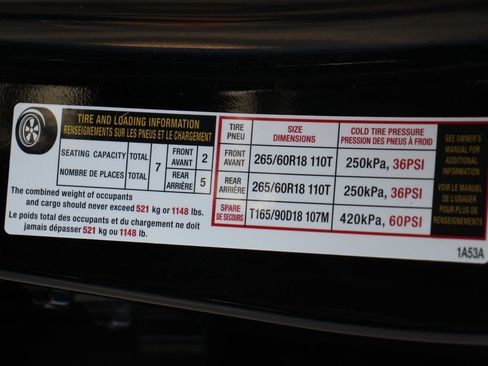 TIRE AND LOADING INFORMATION
RENSEIGNEMENTS SUR LES PNEUS ET LE CHARGEMENT
SEATING CAPACITY TOTAL 7 FRONT AVANT 2
NOMBRE DE PLACES TOTAL REAR ARRIÈRE 5
The combined weight of occupants
and cargo should never exceed 521 kg or 1148 lbs.
Le poids total des occupants et du chargement ne doit
jamais dépasser 521 kg ou 1148 lb.
TIRE PNEU SIZE DIMENSIONS COLD TIRE PRESSURE PRESSION DES PNEUS À FROID
FRONT AVANT 265/60R18 110T 250kPa, 36PSI
REAR ARRIÈRE 265/60R18 110T 250kPa, 36PSI
SPARE DE SECOURS T165/90D18 107M 420kPa, 60PSI
SEE OWNER'S
MANUAL FOR
ADDITIONAL
INFORMATION
VOIR LE MANUEL
DE L'USAGER
POUR PLUS DE
RENSEIGNEMENTS
1A53A